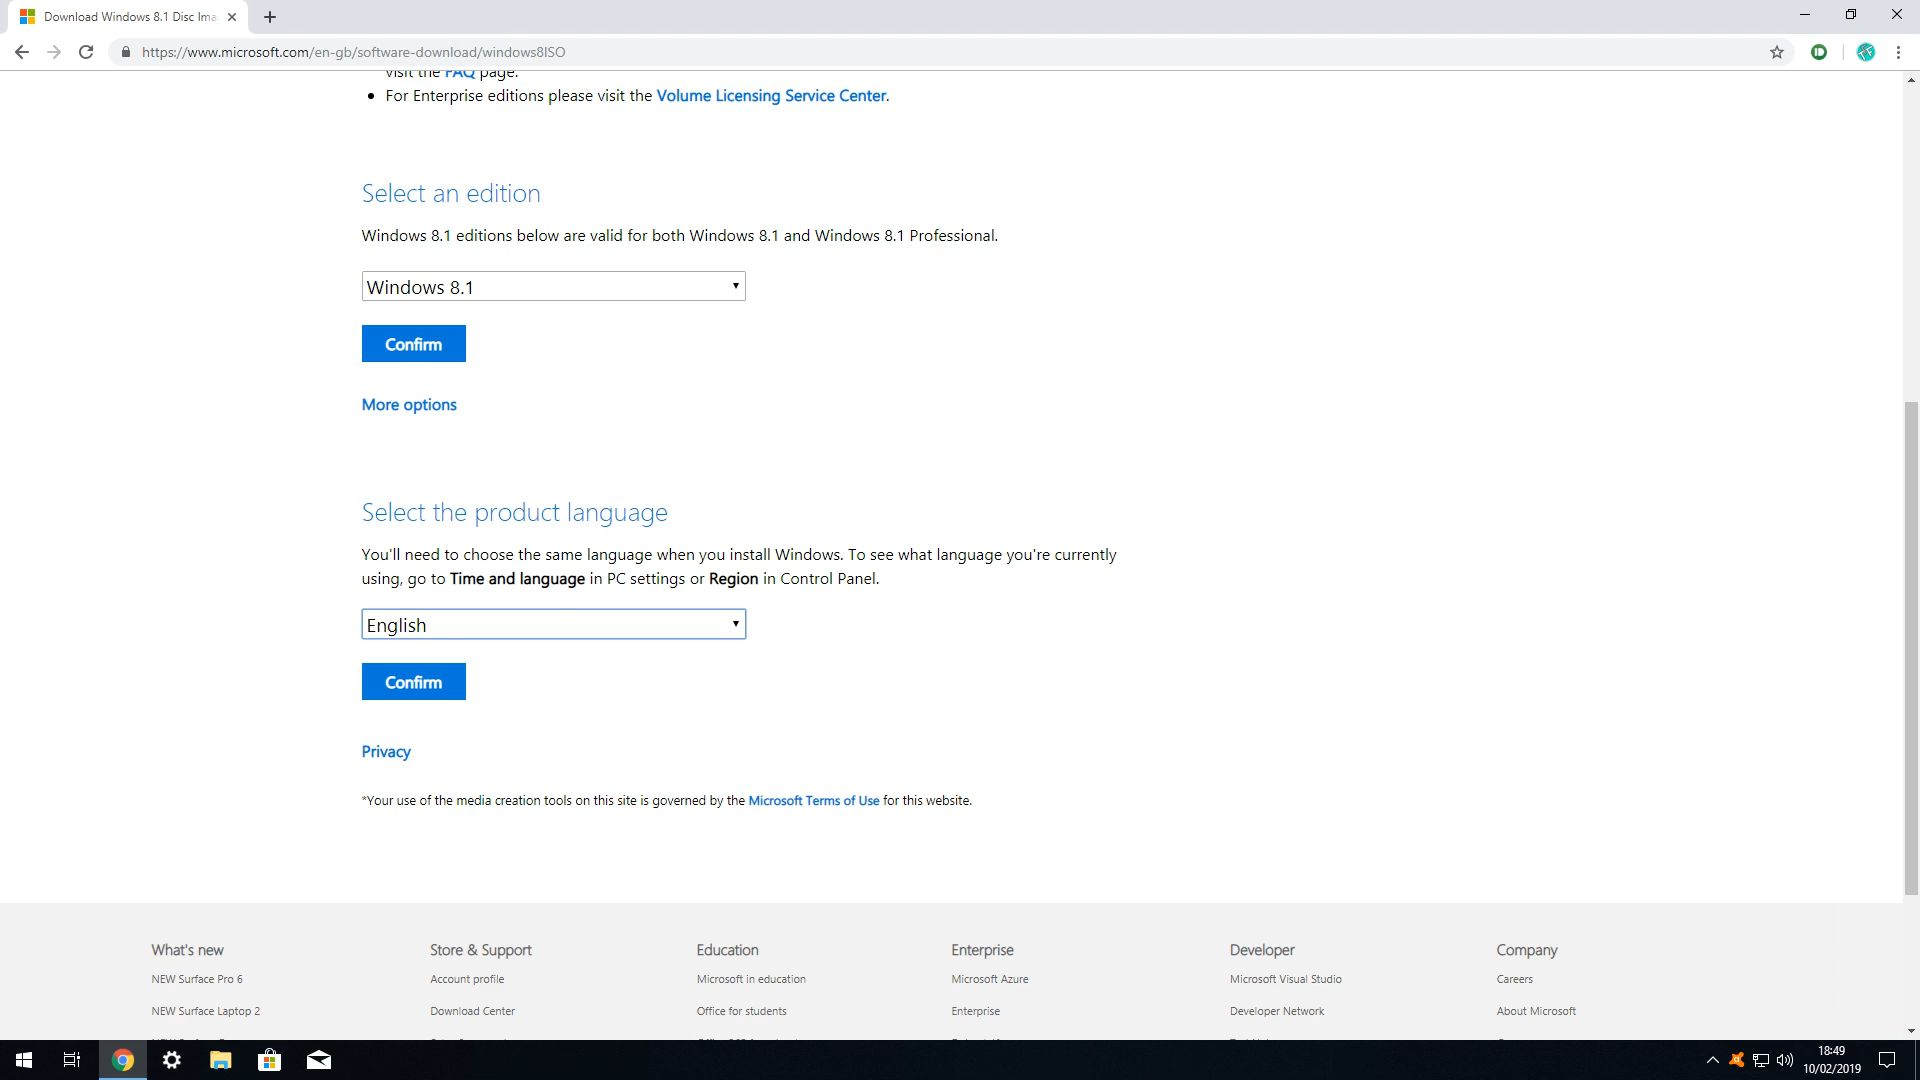 Download Windows 8.1 Disc Ima
https://www.microsoft.com/en-gb/software-download/windows8ISO
visit the FAQ page.
• For Enterprise editions please visit the Volume Licensing Service Center.
Select an edition
Windows 8.1 editions below are valid for both Windows 8.1 and Windows 8.1 Professional.
Windows 8.1
Confirm
More options
Select the product language
You'll need to choose the same language when you install Windows. To see what language you're currently
using, go to Time and language in PC settings or Region in Control Panel.
English
Confirm
Privacy
*Your use of the media creation tools on this site is governed by the Microsoft Terms of Use for this website.
What's new Store & Support Education Enterprise Developer Company
NEW Surface Pro 6 Account profile Microsoft in education Microsoft Azure Microsoft Visual Studio Careers
NEW Surface Laptop 2 Download Center Office for students Enterprise Developer Network About Microsoft
18:49
10/02/2019